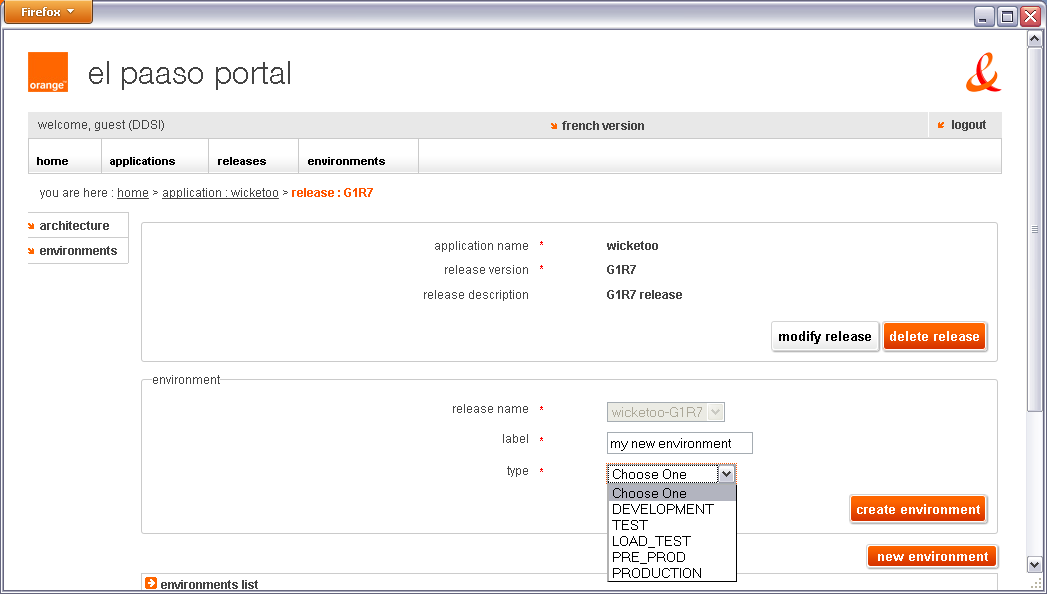 Firefox
orange™
el paaso portal
welcome, guest (DDSI)
french version
logout
home applications releases environments
you are here : home > application : wicketoo > release : G1R7
architecture
environments
application name * wicketoo
release version * G1R7
release description G1R7 release
modify release delete release
environment
release name * wicketoo-G1R7
label * my new environment
type * Choose One
Choose One
DEVELOPMENT
TEST
LOAD_TEST
PRE_PROD
PRODUCTION
create environment
new environment
environments list